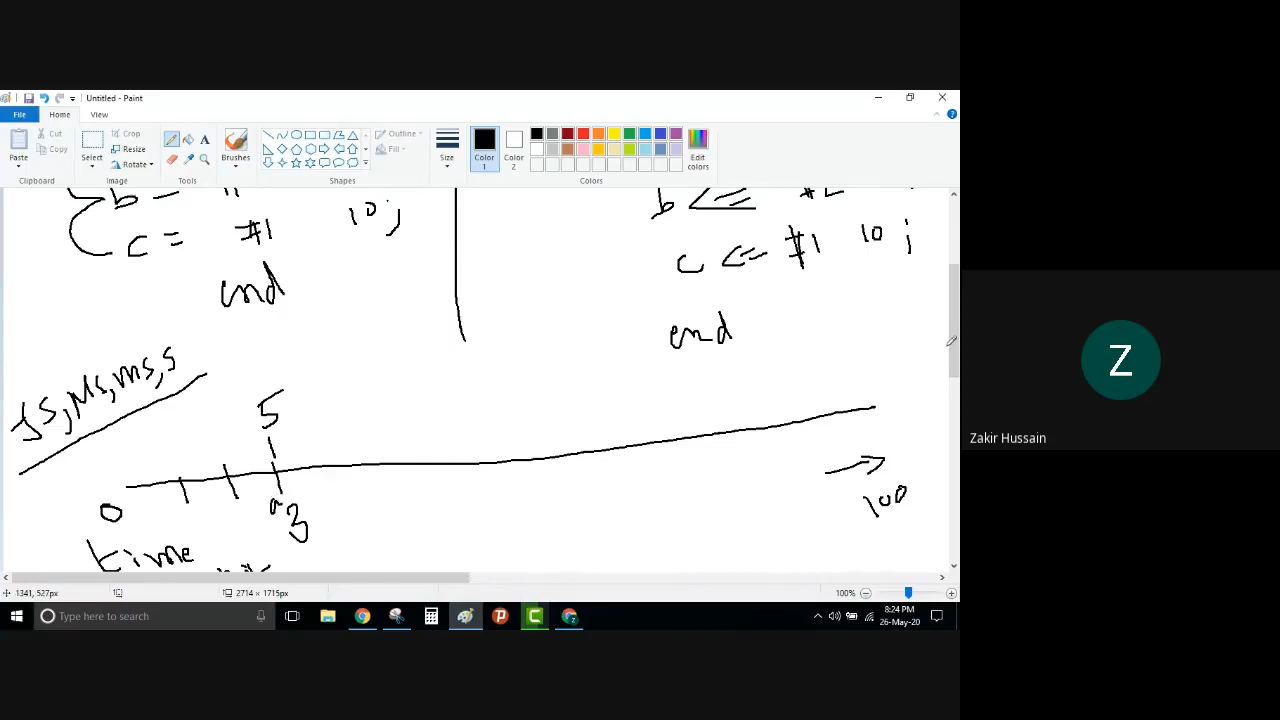 Untitled - Paint
File
Home
View
Paste
Cut
Copy
Clipboard
Select
Crop
Resize
Rotate
Image
Tools
Brushes
Shapes
Outline
Fill
Size
Color 1
Color 2
Edit colors
Colors
b =
10;
c = #1
end
b <= #2
c <= #1 10 ;
end
5
0
3
100
time
Z
Zakir Hussain
1341, 527px
2714 × 1715px
100%
Type here to search
8:24 PM
26-May-20